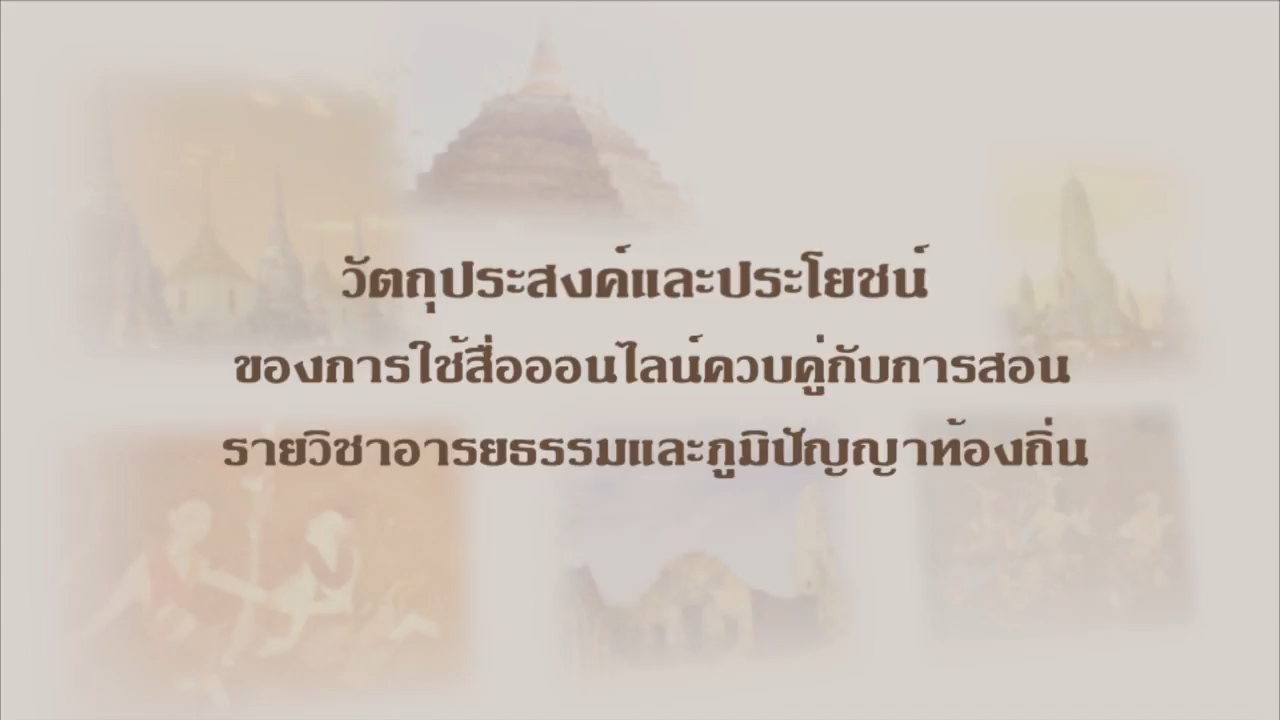 วัตถุประสงค์และประโยชน์
ของการใช้สื่อออนไลน์ควบคู่กับการสอน
รายวิชาอารยธรรมและภูมิปัญญาท้องถิ่น